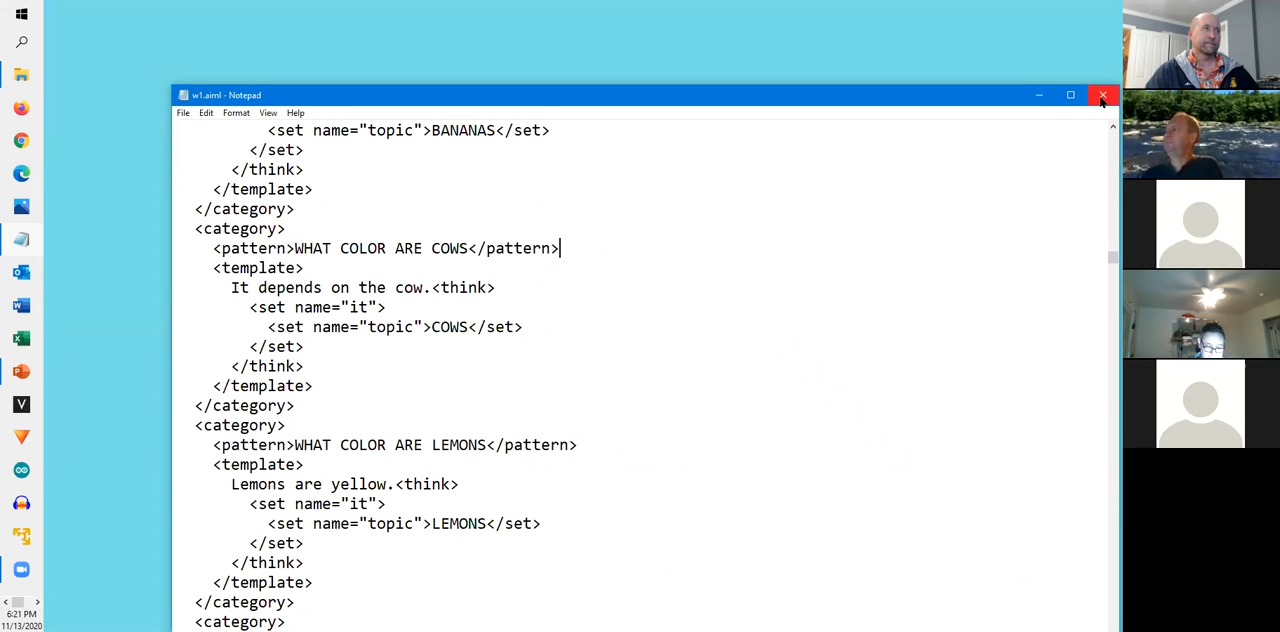 w1.aiml - Notepad
File Edit Format View Help
<set name="topic">BANANAS</set>
</set>
</think>
</template>
</category>
<category>
<pattern>WHAT COLOR ARE COWS</pattern>
<template>
It depends on the cow.<think>
<set name="it">
<set name="topic">COWS</set>
</set>
</think>
</template>
</category>
<category>
<pattern>WHAT COLOR ARE LEMONS</pattern>
<template>
Lemons are yellow.<think>
<set name="it">
<set name="topic">LEMONS</set>
</set>
</think>
</template>
</category>
<category>
6:21 PM
11/13/2020